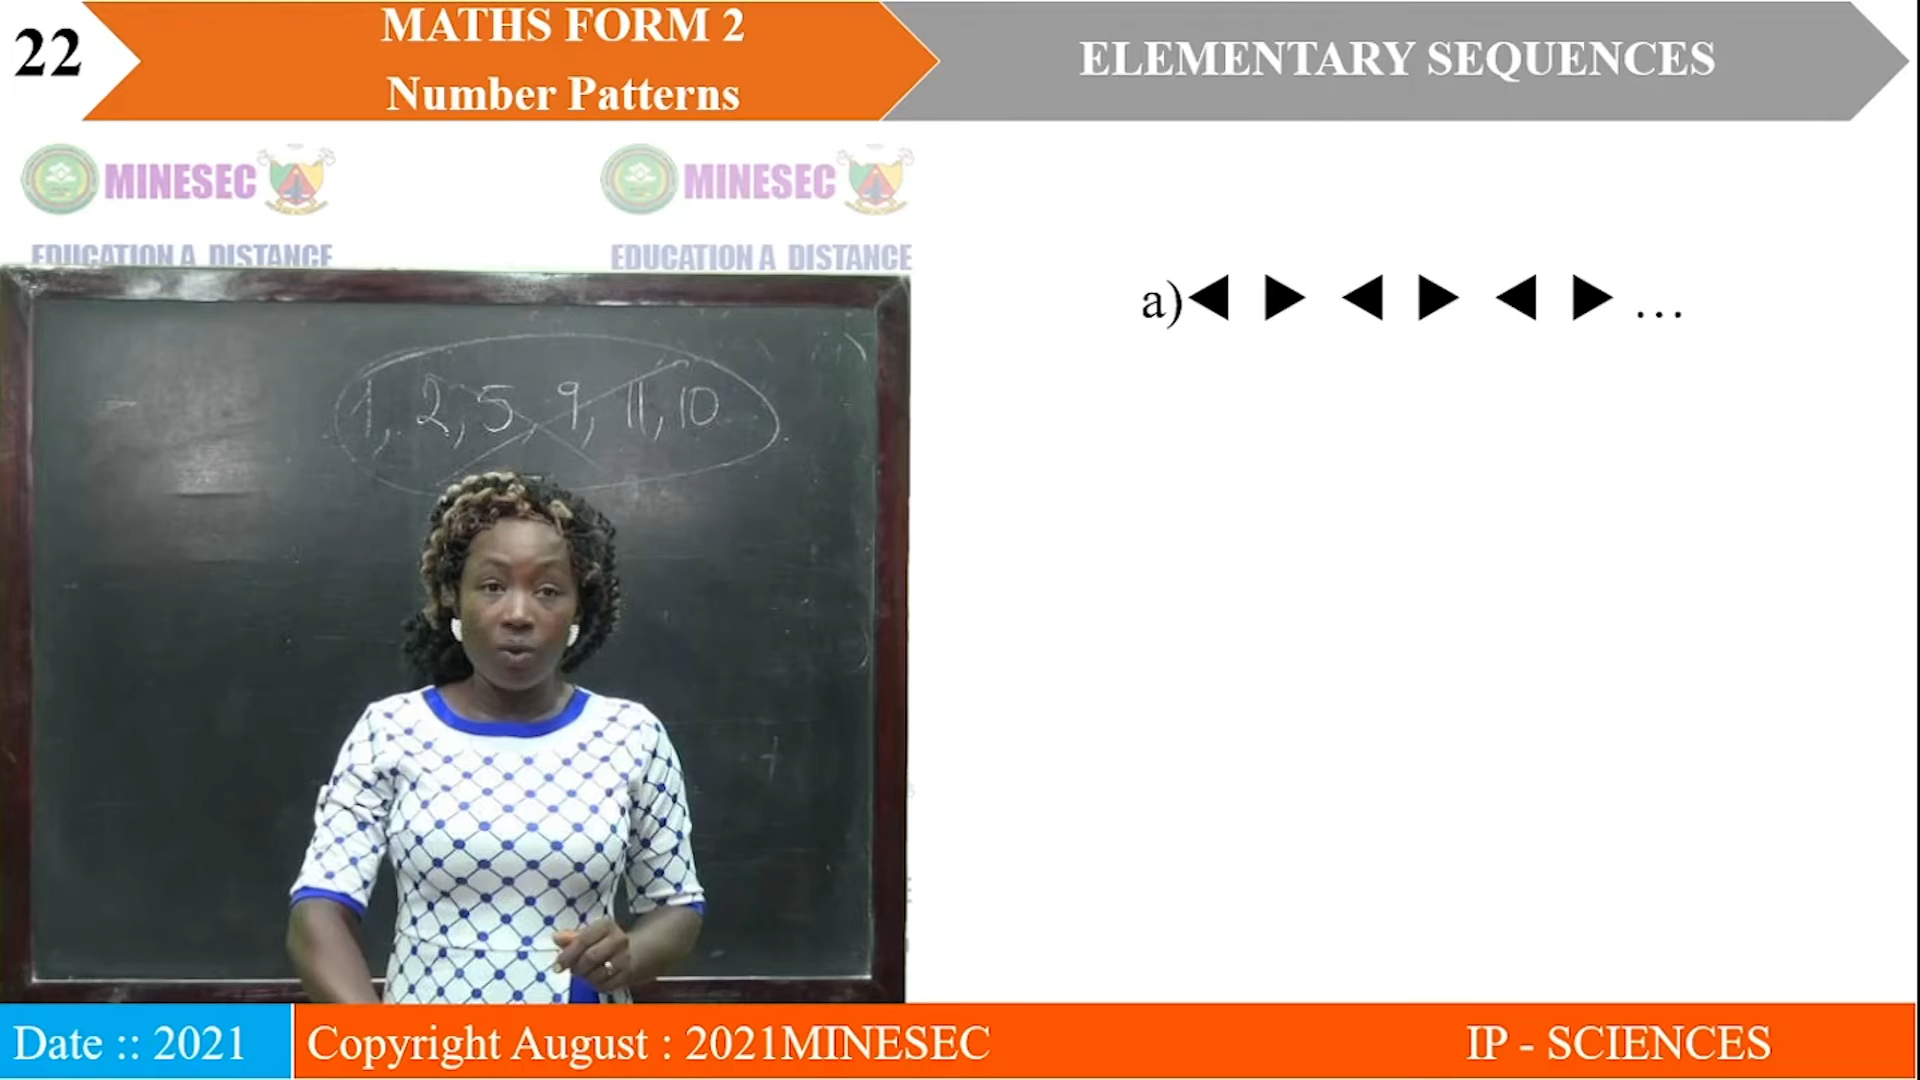 22
MATHS FORM 2
Number Patterns
ELEMENTARY SEQUENCES
MINESEC
MINESEC
EDUCATION A DISTANCE
EDUCATION A DISTANCE
a)◀ ▶ ◀ ▶ ◀ ▶ ...
1, 2, 5, 9, 11, 10
Date :: 2021
Copyright August : 2021MINESEC
IP - SCIENCES